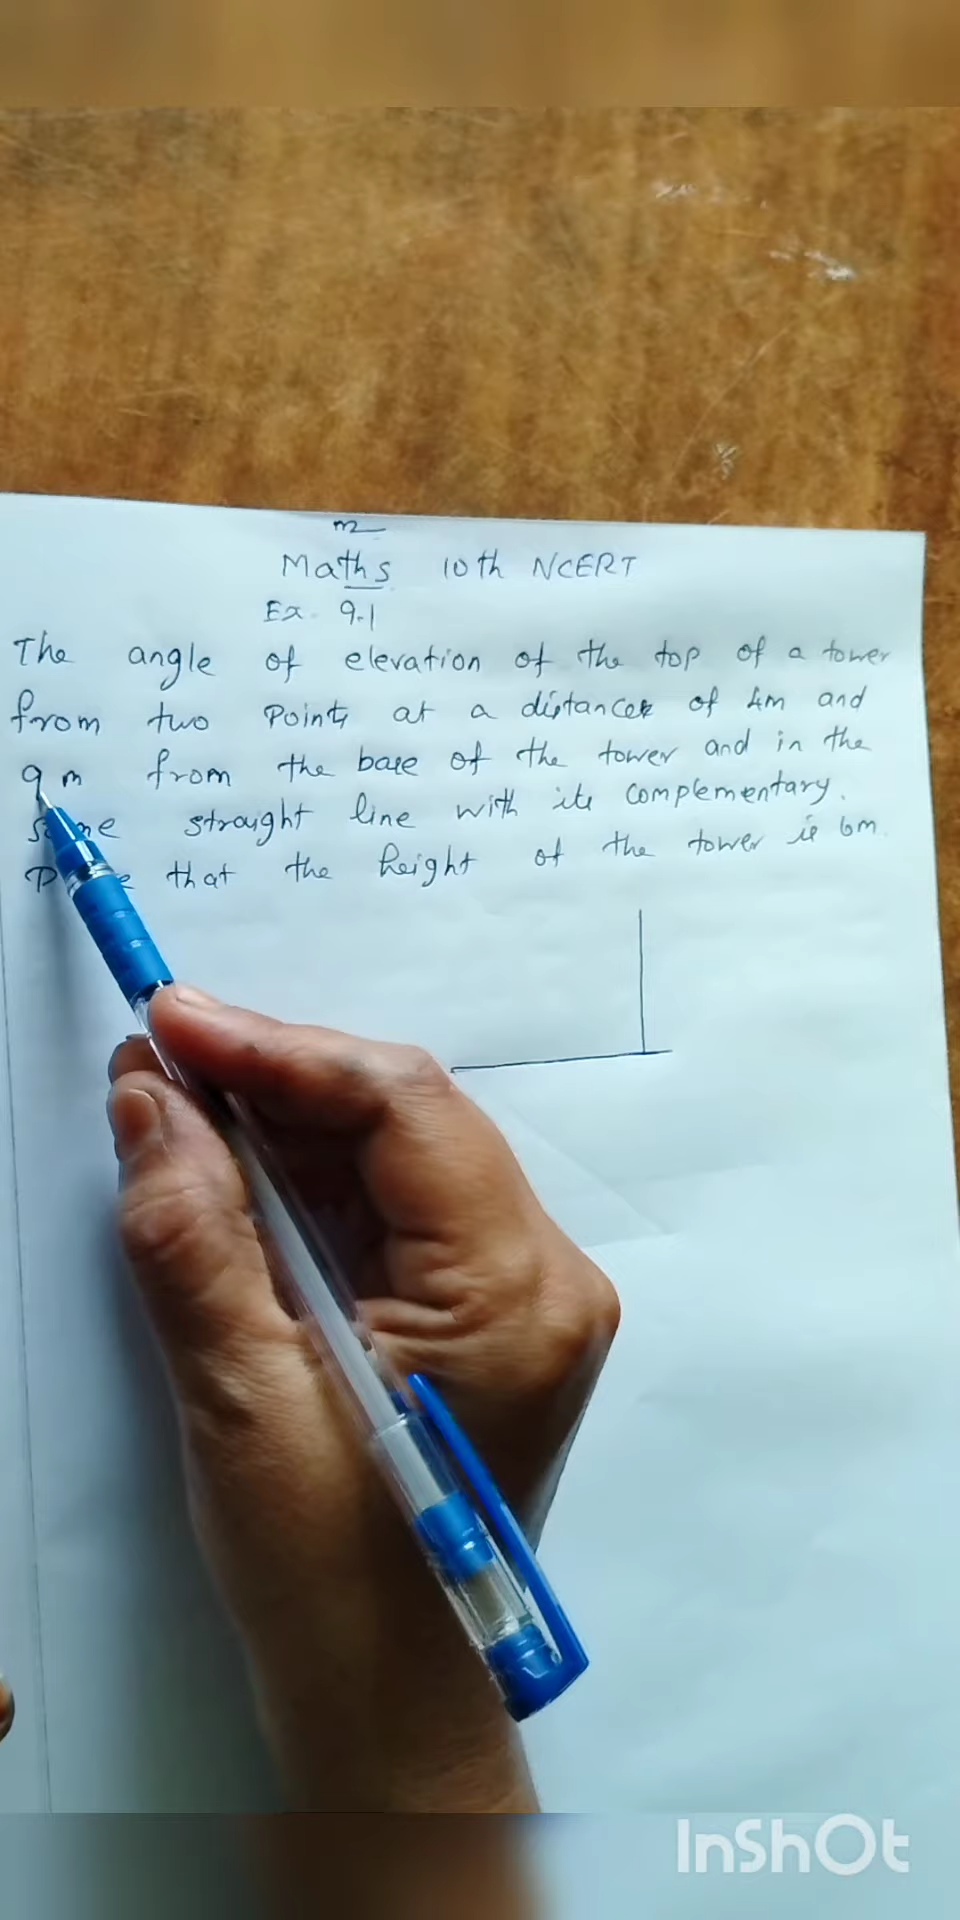 Maths 10th NCERT
Ex. 9.1
The angle of elevation of the top of a tower
from two Points at a distances of 4m and
9 m from the base of the tower and in the
straight line with its complementary.
that the height of the tower is 6m.
InShOt